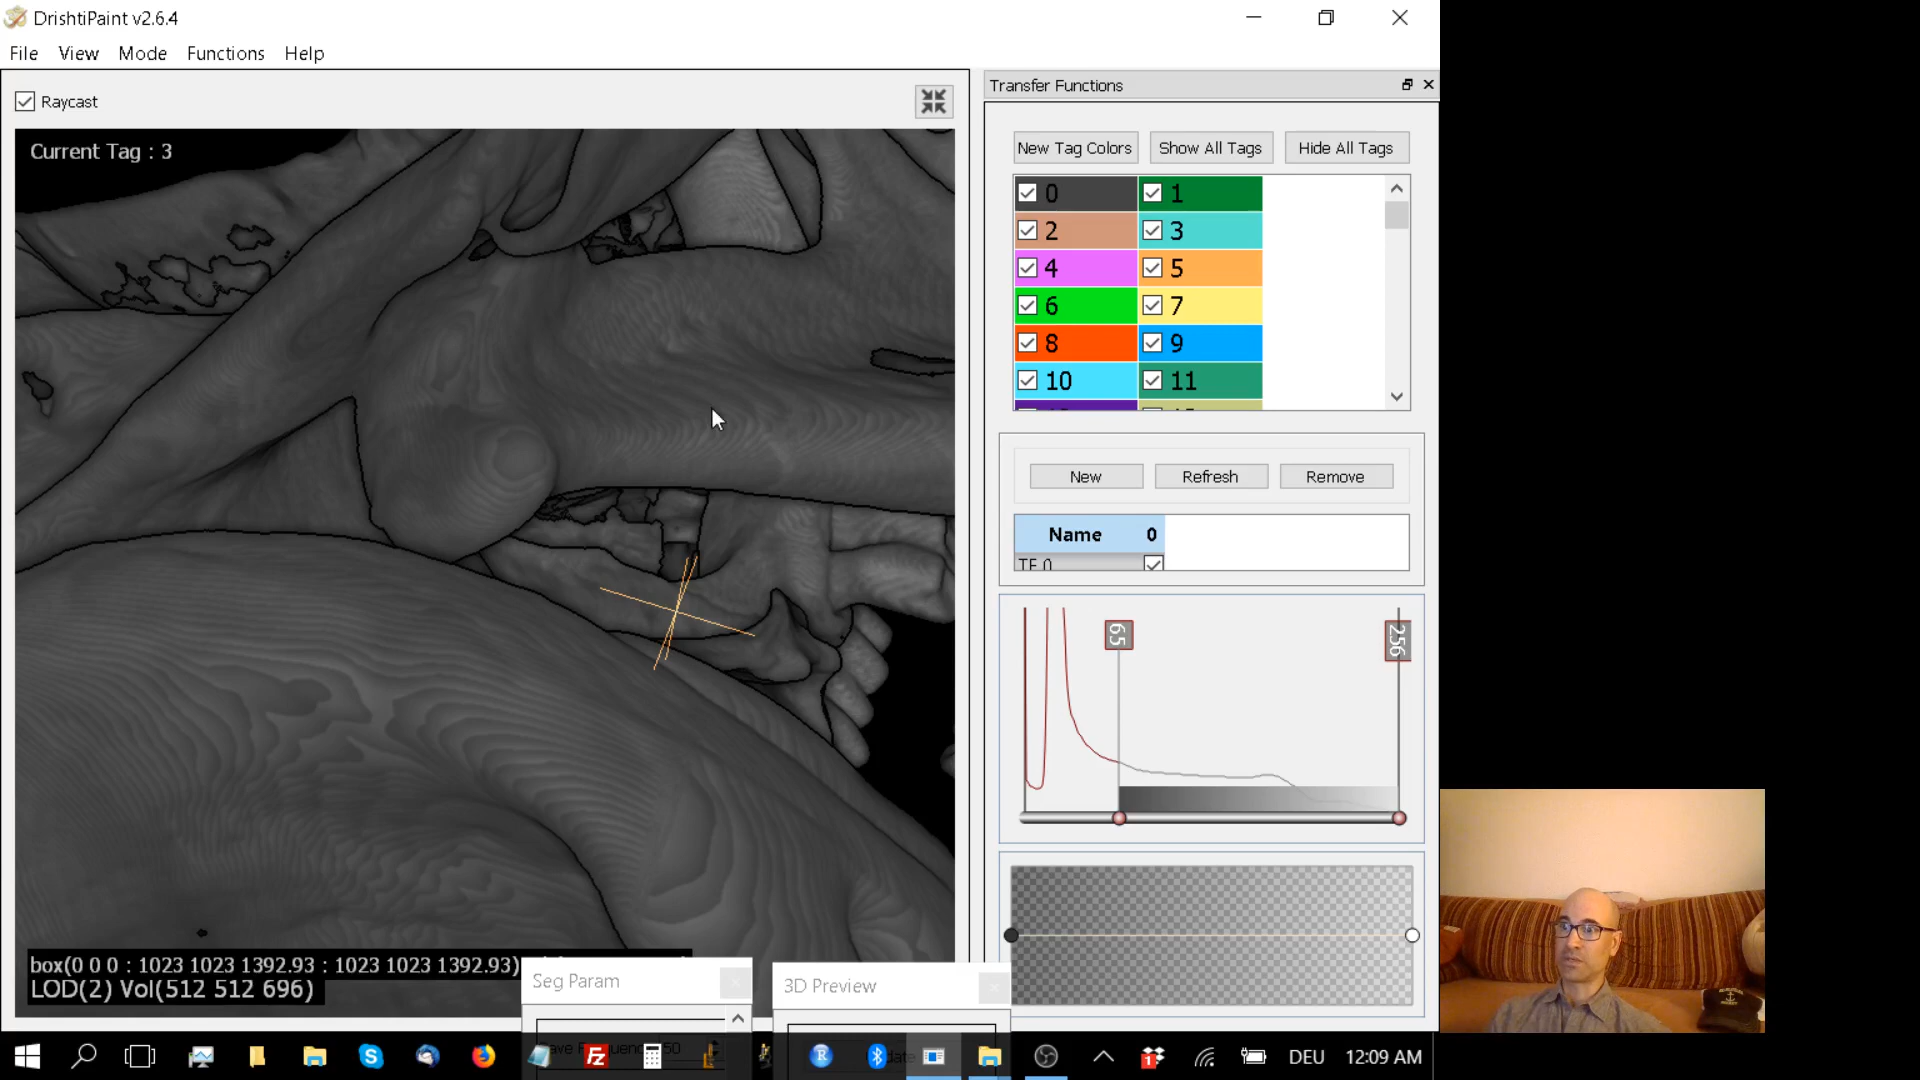 DrishtiPaint v2.6.4
File View Mode Functions Help
Raycast
Current Tag : 3
box(0 0 0 : 1023 1023 1392.93 : 1023 1023 1392.93)
LOD(2) Vol(512 512 696)
Transfer Functions
New Tag Colors Show All Tags Hide All Tags
0 1
2 3
4 5
6 7
8 9
10 11
New Refresh Remove
Name 0
TF 0
65 256
Seg Param
3D Preview
50
DEU 12:09 AM